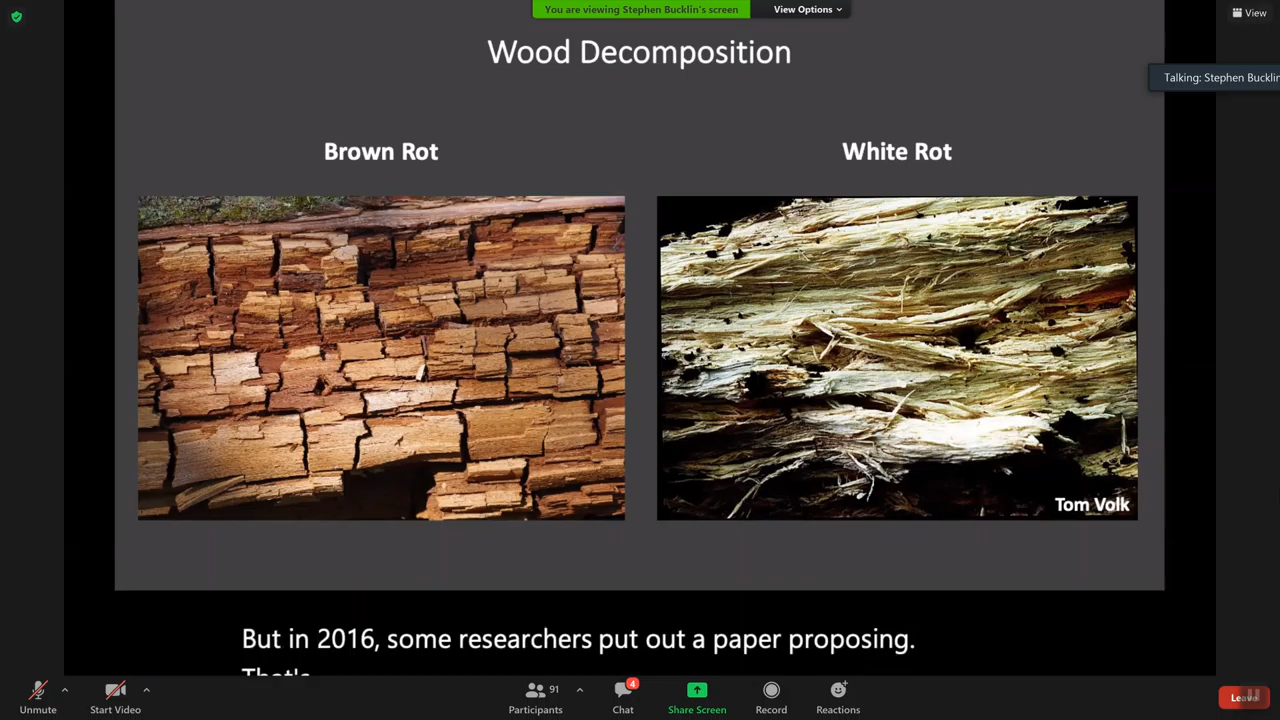 You are viewing Stephen Bucklin's screen
View Options
View
Talking: Stephen Bucklin
Wood Decomposition
Brown Rot
White Rot
Tom Volk
But in 2016, some researchers put out a paper proposing.
That's
Unmute
Start Video
91
Participants
4
Chat
Share Screen
Record
Reactions
Leave